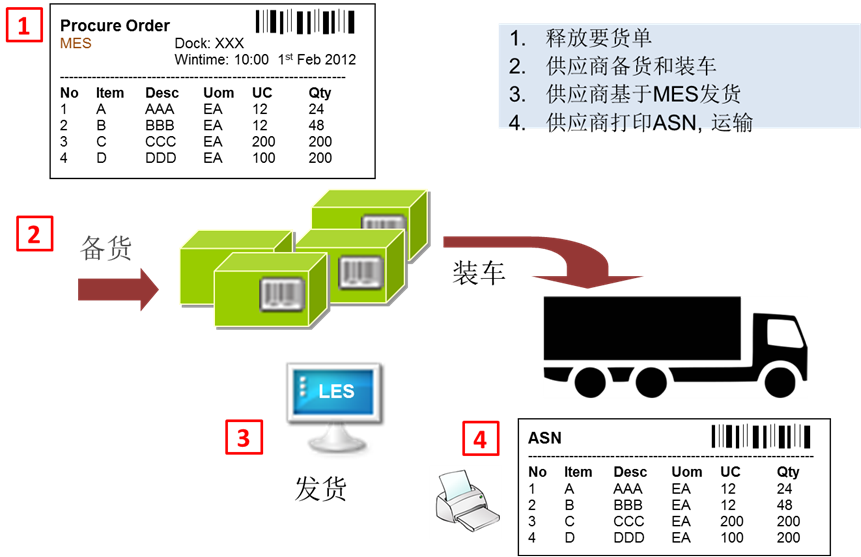 1
Procure Order
MES
Dock: XXX
Wintime: 10:00 1st Feb 2012
No Item Desc Uom UC Qty
1 A AAA EA 12 24
2 B BBB EA 12 48
3 C CCC EA 200 200
4 D DDD EA 100 200
1. 释放要货单
2. 供应商备货和装车
3. 供应商基于MES发货
4. 供应商打印ASN, 运输
2
备货
装车
3
LES
发货
4
ASN
No Item Desc Uom UC Qty
1 A AAA EA 12 24
2 B BBB EA 12 48
3 C CCC EA 200 200
4 D DDD EA 100 200